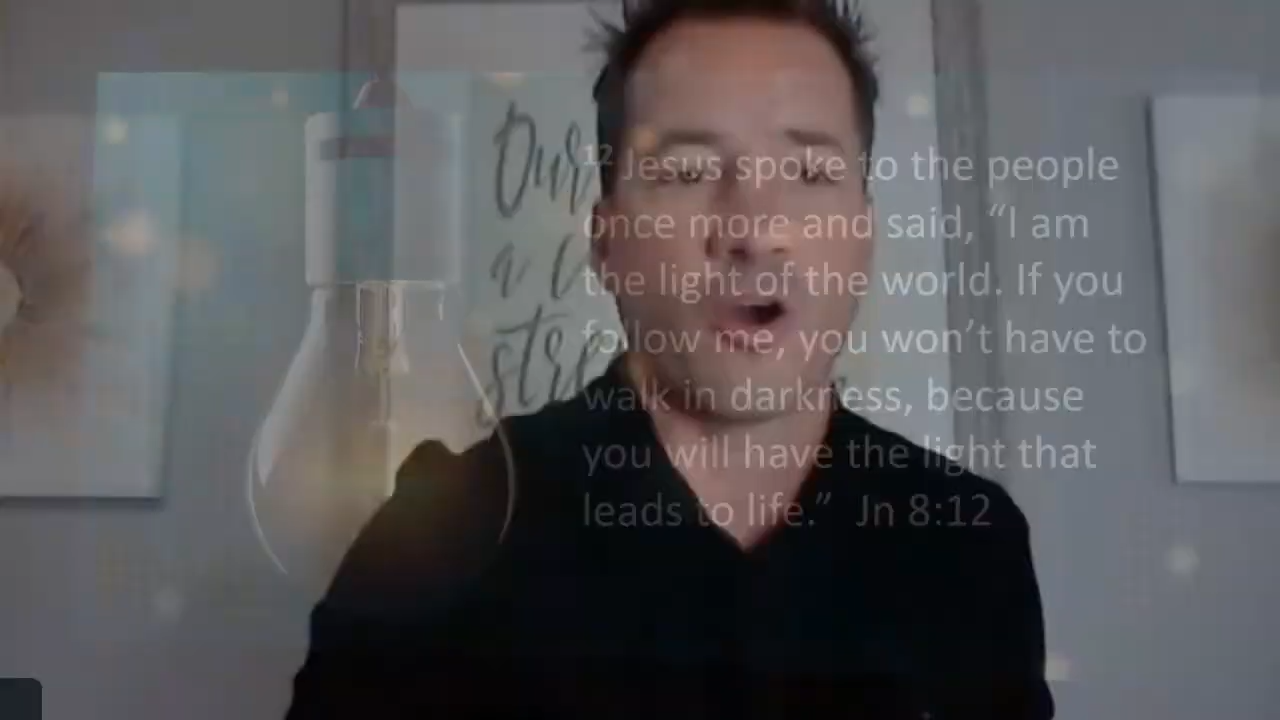 Our
a
¹² Jesus spoke to the people
once more and said, “I am
the light of the world. If you
follow me, you won’t have to
walk in darkness, because
you will have the light that
leads to life.”  Jn 8:12